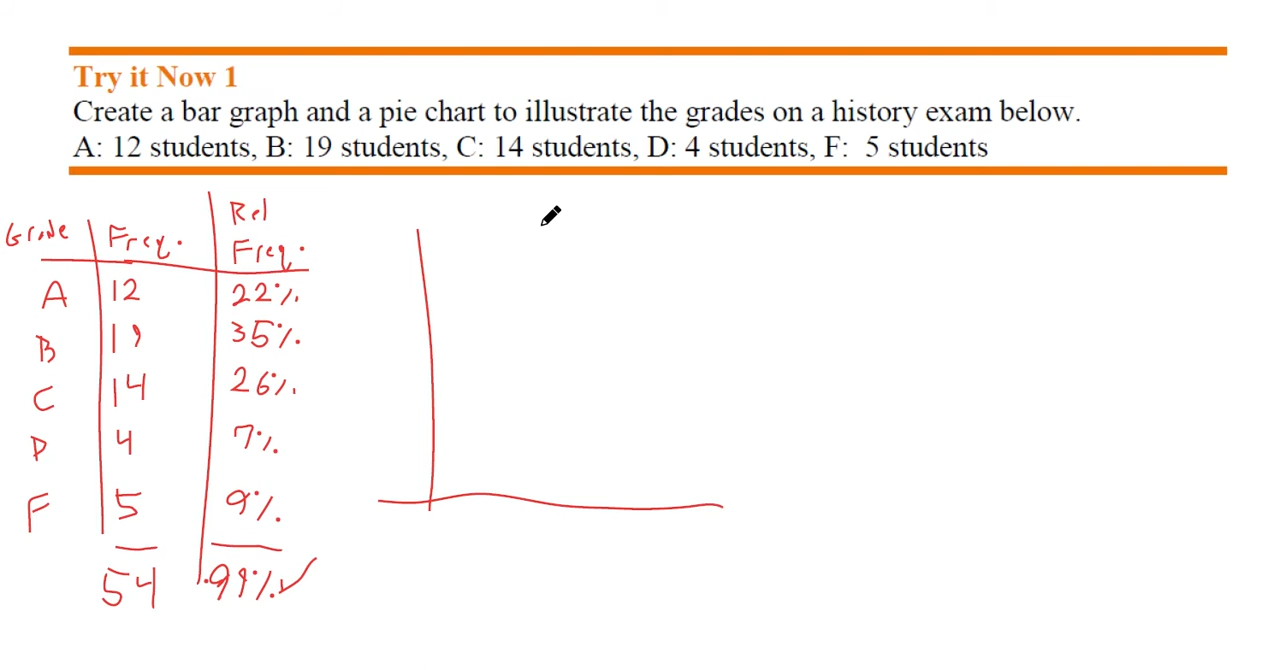 Try it Now 1
Create a bar graph and a pie chart to illustrate the grades on a history exam below.
A: 12 students, B: 19 students, C: 14 students, D: 4 students, F: 5 students
Grade Freq. Rel Freq.
A 12 22%
B 19 35%
C 14 26%
D 4 7%
F 5 9%
54 .99%✓